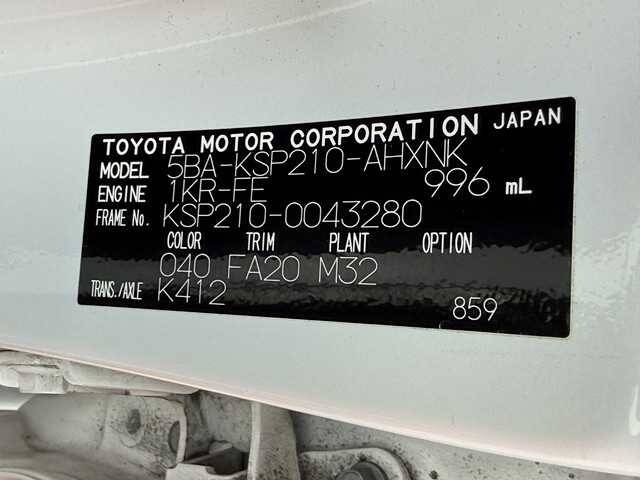 TOYOTA MOTOR CORPORATION JAPAN
MODEL 5BA-KSP210-AHXNK
ENGINE 1KR-FE 996 mL
FRAME No. KSP210-0043280
COLOR TRIM PLANT OPTION
040 FA20 M32
TRANS./AXLE K412
859